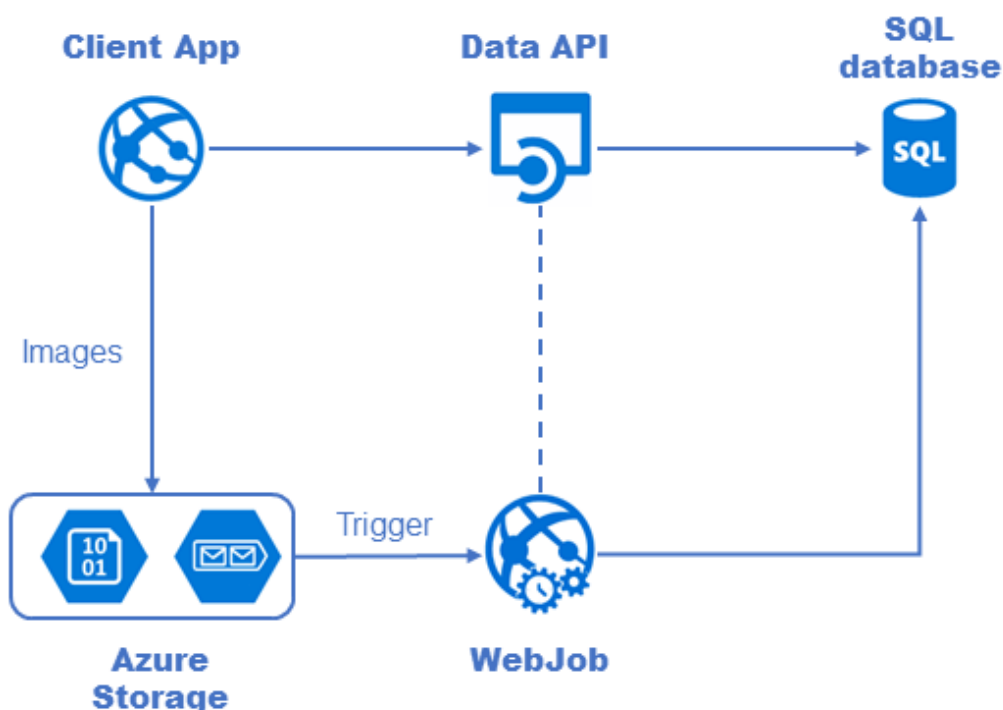 Client App
Data API
SQL
database
SQL
Images
10
01
Trigger
Azure
Storage
WebJob